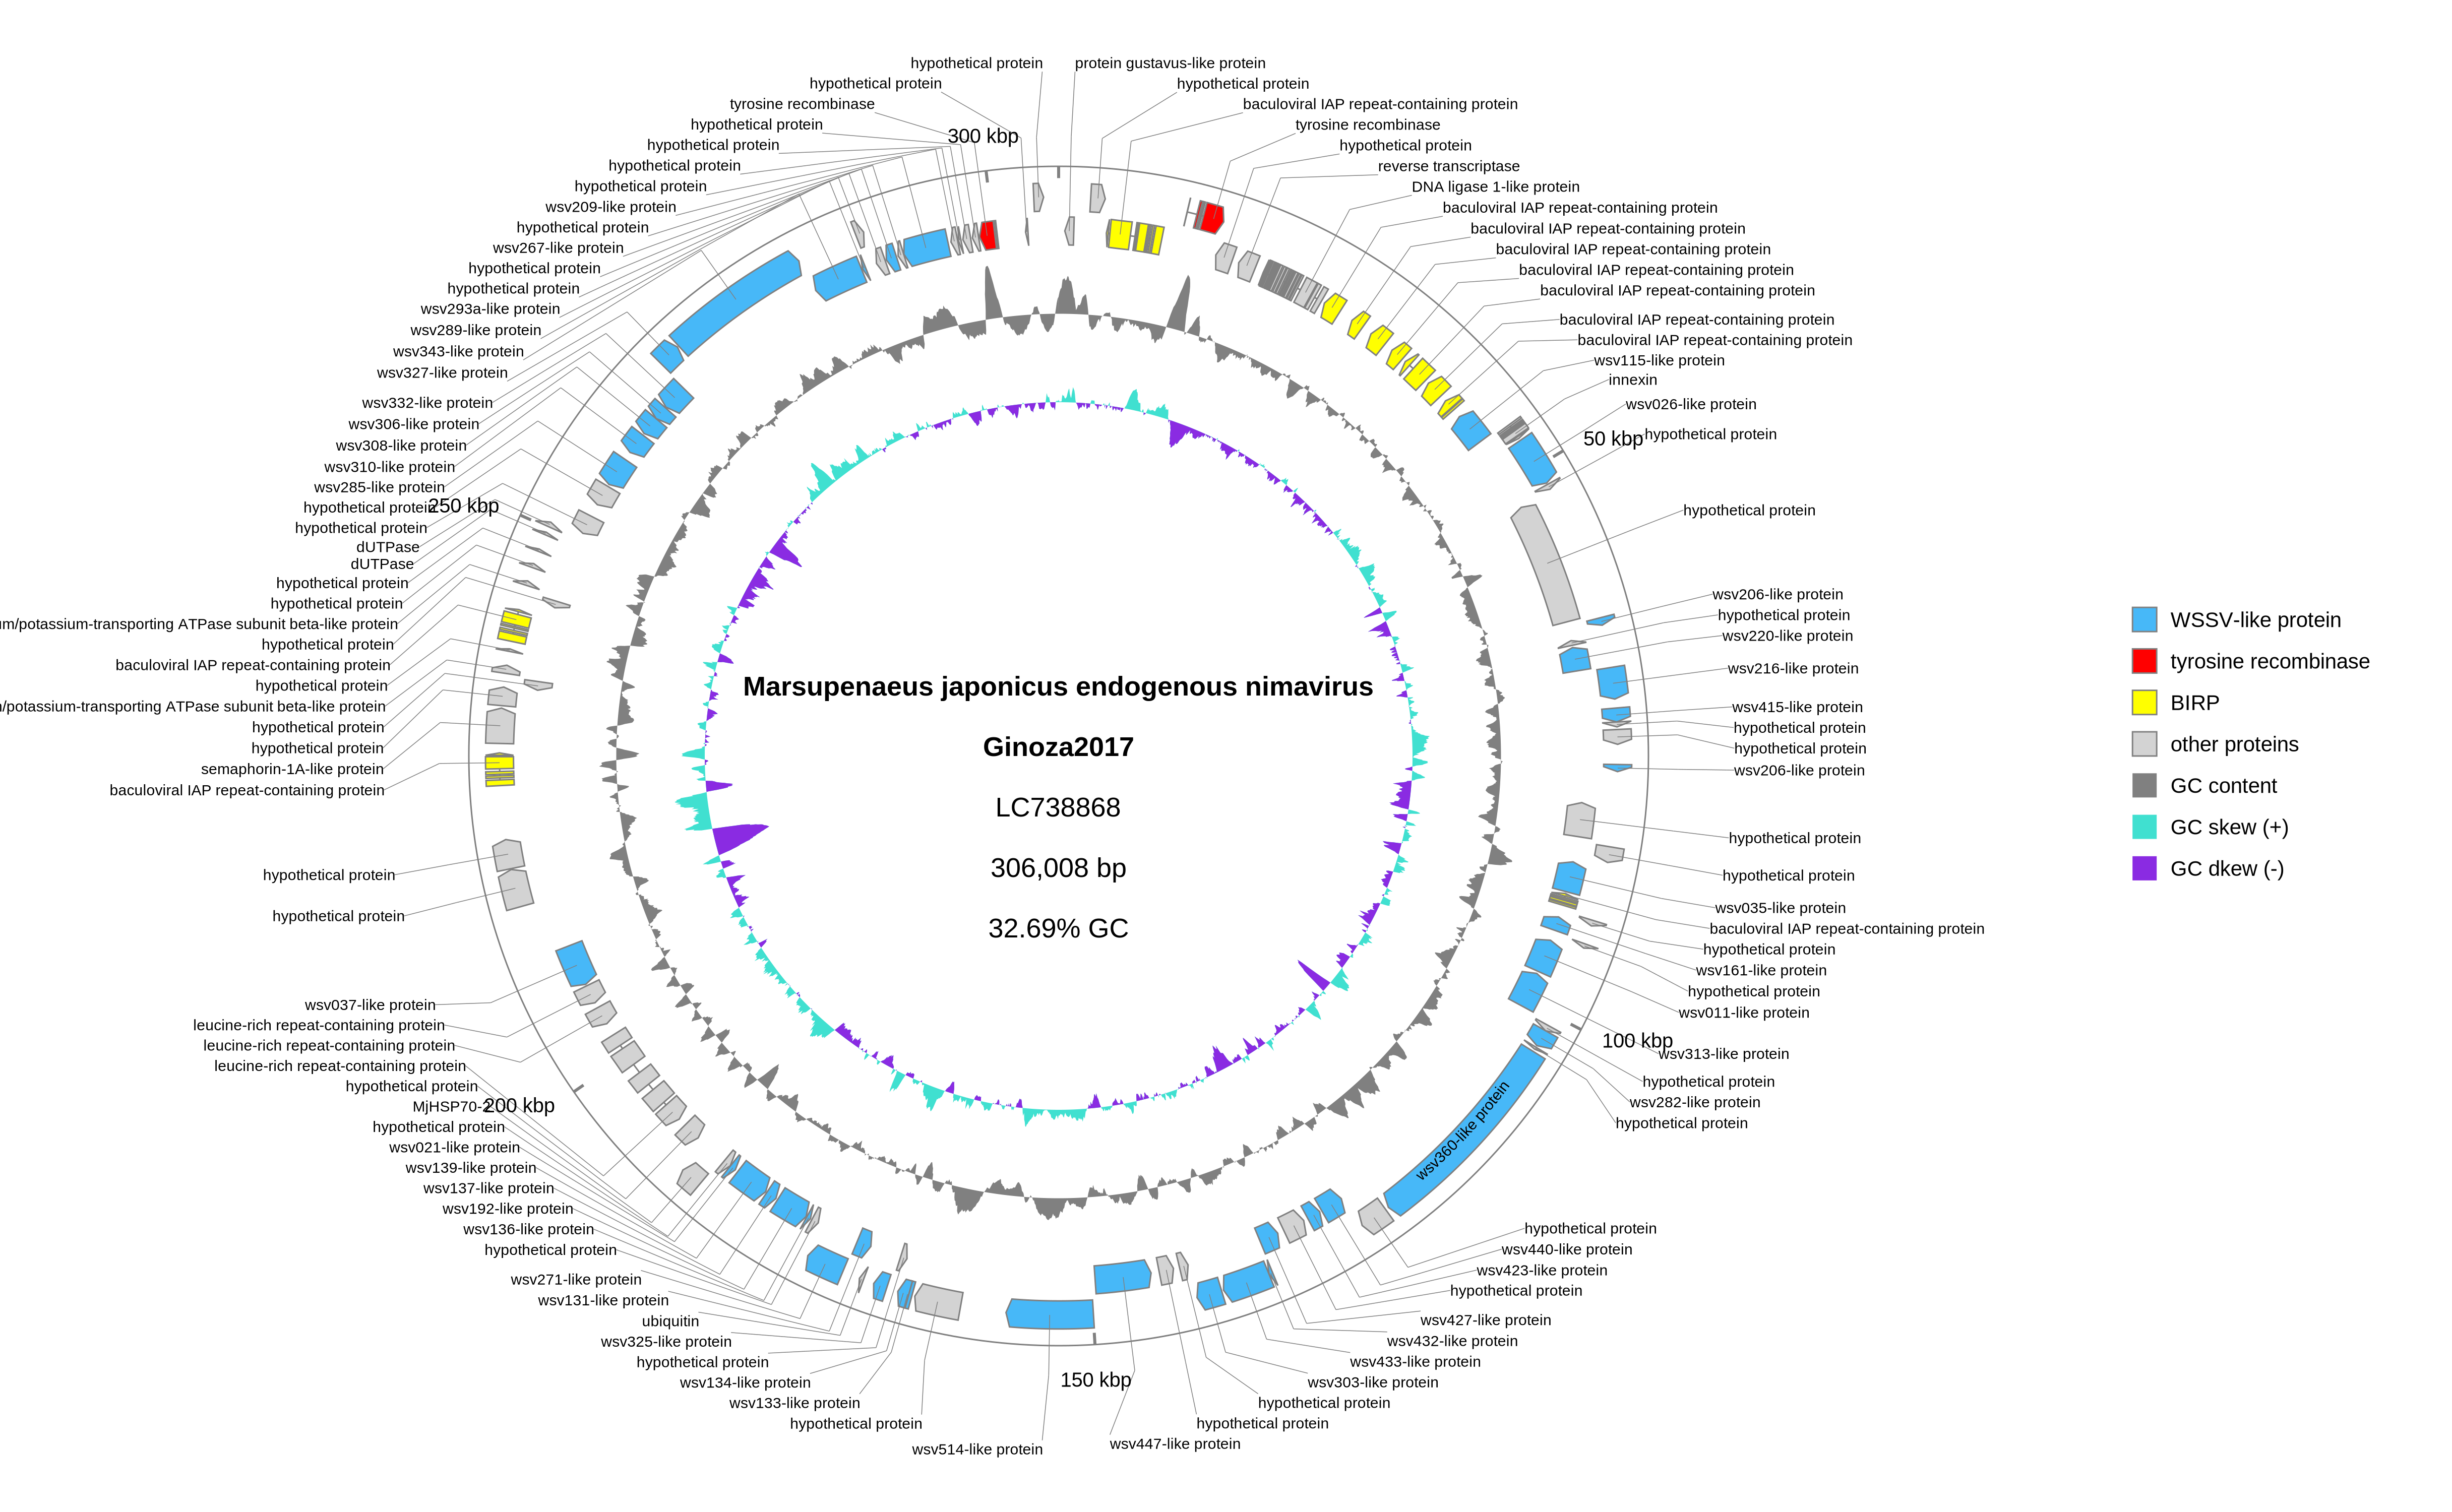 hypothetical protein
protein gustavus-like protein
hypothetical protein
hypothetical protein
tyrosine recombinase
baculoviral IAP repeat-containing protein
hypothetical protein
tyrosine recombinase
300 kbp
hypothetical protein
hypothetical protein
hypothetical protein
reverse transcriptase
hypothetical protein
DNA ligase 1-like protein
wsv209-like protein
baculoviral IAP repeat-containing protein
hypothetical protein
baculoviral IAP repeat-containing protein
wsv267-like protein
baculoviral IAP repeat-containing protein
hypothetical protein
baculoviral IAP repeat-containing protein
hypothetical protein
baculoviral IAP repeat-containing protein
wsv293a-like protein
baculoviral IAP repeat-containing protein
wsv289-like protein
baculoviral IAP repeat-containing protein
wsv343-like protein
wsv115-like protein
wsv327-like protein
innexin
wsv332-like protein
wsv026-like protein
wsv306-like protein
50 kbp
hypothetical protein
wsv308-like protein
wsv310-like protein
wsv285-like protein
hypothetical protein
250 kbp
hypothetical protein
hypothetical protein
dUTPase
dUTPase
hypothetical protein
wsv206-like protein
hypothetical protein
hypothetical protein
um/potassium-transporting ATPase subunit beta-like protein
wsv220-like protein
hypothetical protein
wsv216-like protein
baculoviral IAP repeat-containing protein
hypothetical protein
wsv415-like protein
/potassium-transporting ATPase subunit beta-like protein
hypothetical protein
hypothetical protein
hypothetical protein
hypothetical protein
semaphorin-1A-like protein
wsv206-like protein
baculoviral IAP repeat-containing protein
Marsupenaeus japonicus endogenous nimavirus
Ginoza2017
LC738868
306,008 bp
32.69% GC
WSSV-like protein
tyrosine recombinase
BIRP
other proteins
GC content
GC skew (+)
GC dkew (-)
hypothetical protein
hypothetical protein
hypothetical protein
hypothetical protein
wsv035-like protein
baculoviral IAP repeat-containing protein
hypothetical protein
wsv161-like protein
hypothetical protein
wsv011-like protein
100 kbp
wsv313-like protein
hypothetical protein
wsv282-like protein
hypothetical protein
wsv360-like protein
wsv037-like protein
leucine-rich repeat-containing protein
leucine-rich repeat-containing protein
leucine-rich repeat-containing protein
hypothetical protein
MjHSP70-2
200 kbp
hypothetical protein
wsv021-like protein
wsv139-like protein
wsv137-like protein
wsv192-like protein
wsv136-like protein
hypothetical protein
wsv271-like protein
wsv131-like protein
ubiquitin
wsv325-like protein
hypothetical protein
wsv134-like protein
wsv133-like protein
hypothetical protein
wsv514-like protein
hypothetical protein
wsv440-like protein
wsv423-like protein
hypothetical protein
wsv427-like protein
wsv432-like protein
wsv433-like protein
wsv303-like protein
150 kbp
hypothetical protein
hypothetical protein
wsv447-like protein